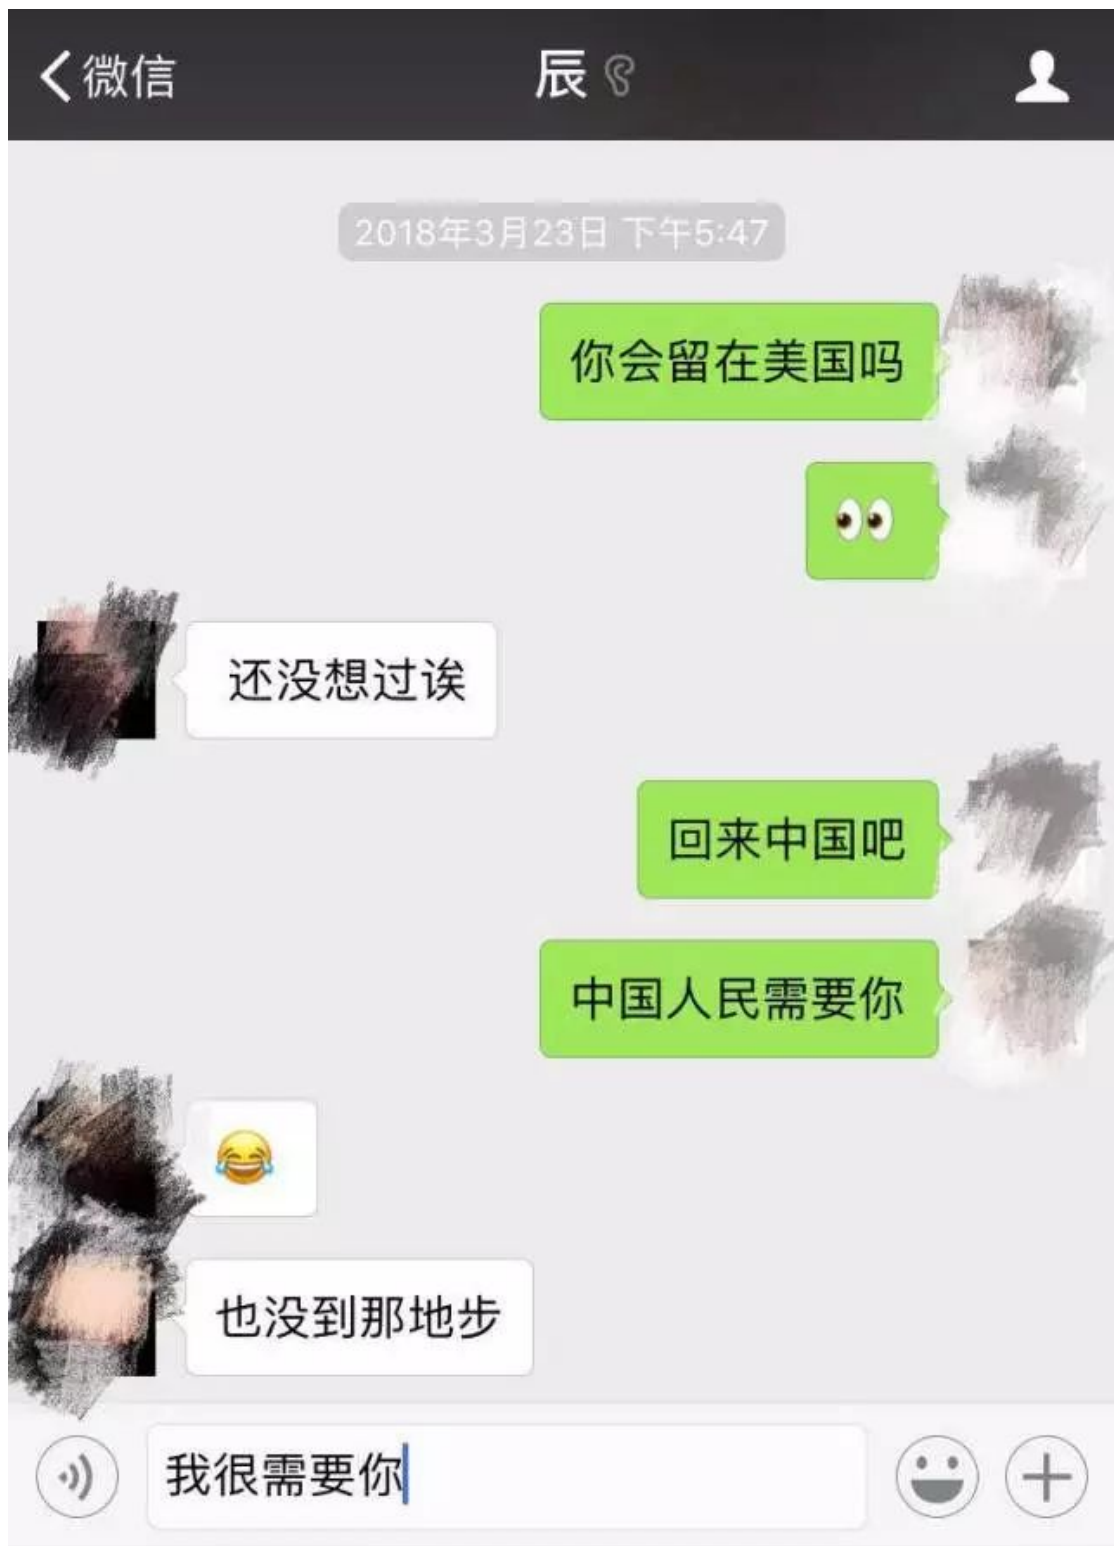 微信
辰
2018年3月23日 下午5:47
你会留在美国吗
👀
还没想过诶
回来中国吧
中国人民需要你
😂
也没到那地步
我很需要你